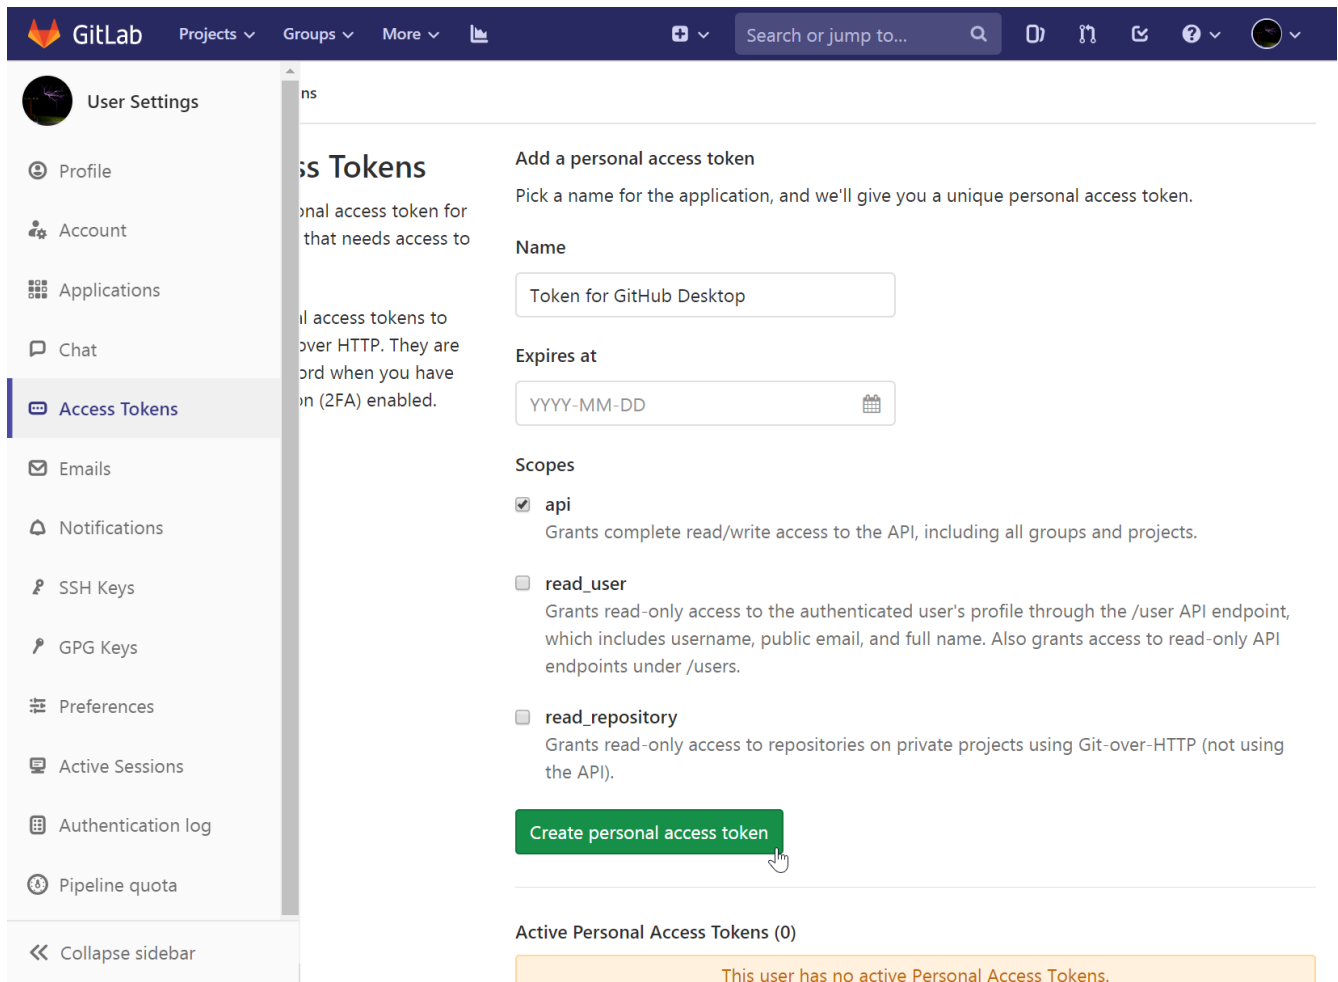 GitLab Projects Groups More Search or jump to...
User Settings
Profile
Account
Applications
Chat
Access Tokens
Emails
Notifications
SSH Keys
GPG Keys
Preferences
Active Sessions
Authentication log
Pipeline quota
Collapse sidebar
ns
ss Tokens
onal access token for
that needs access to
al access tokens to
over HTTP. They are
ord when you have
on (2FA) enabled.
Add a personal access token
Pick a name for the application, and we'll give you a unique personal access token.
Name
Token for GitHub Desktop
Expires at
YYYY-MM-DD
Scopes
api
Grants complete read/write access to the API, including all groups and projects.
read_user
Grants read-only access to the authenticated user's profile through the /user API endpoint,
which includes username, public email, and full name. Also grants access to read-only API
endpoints under /users.
read_repository
Grants read-only access to repositories on private projects using Git-over-HTTP (not using
the API).
Create personal access token
Active Personal Access Tokens (0)
This user has no active Personal Access Tokens.